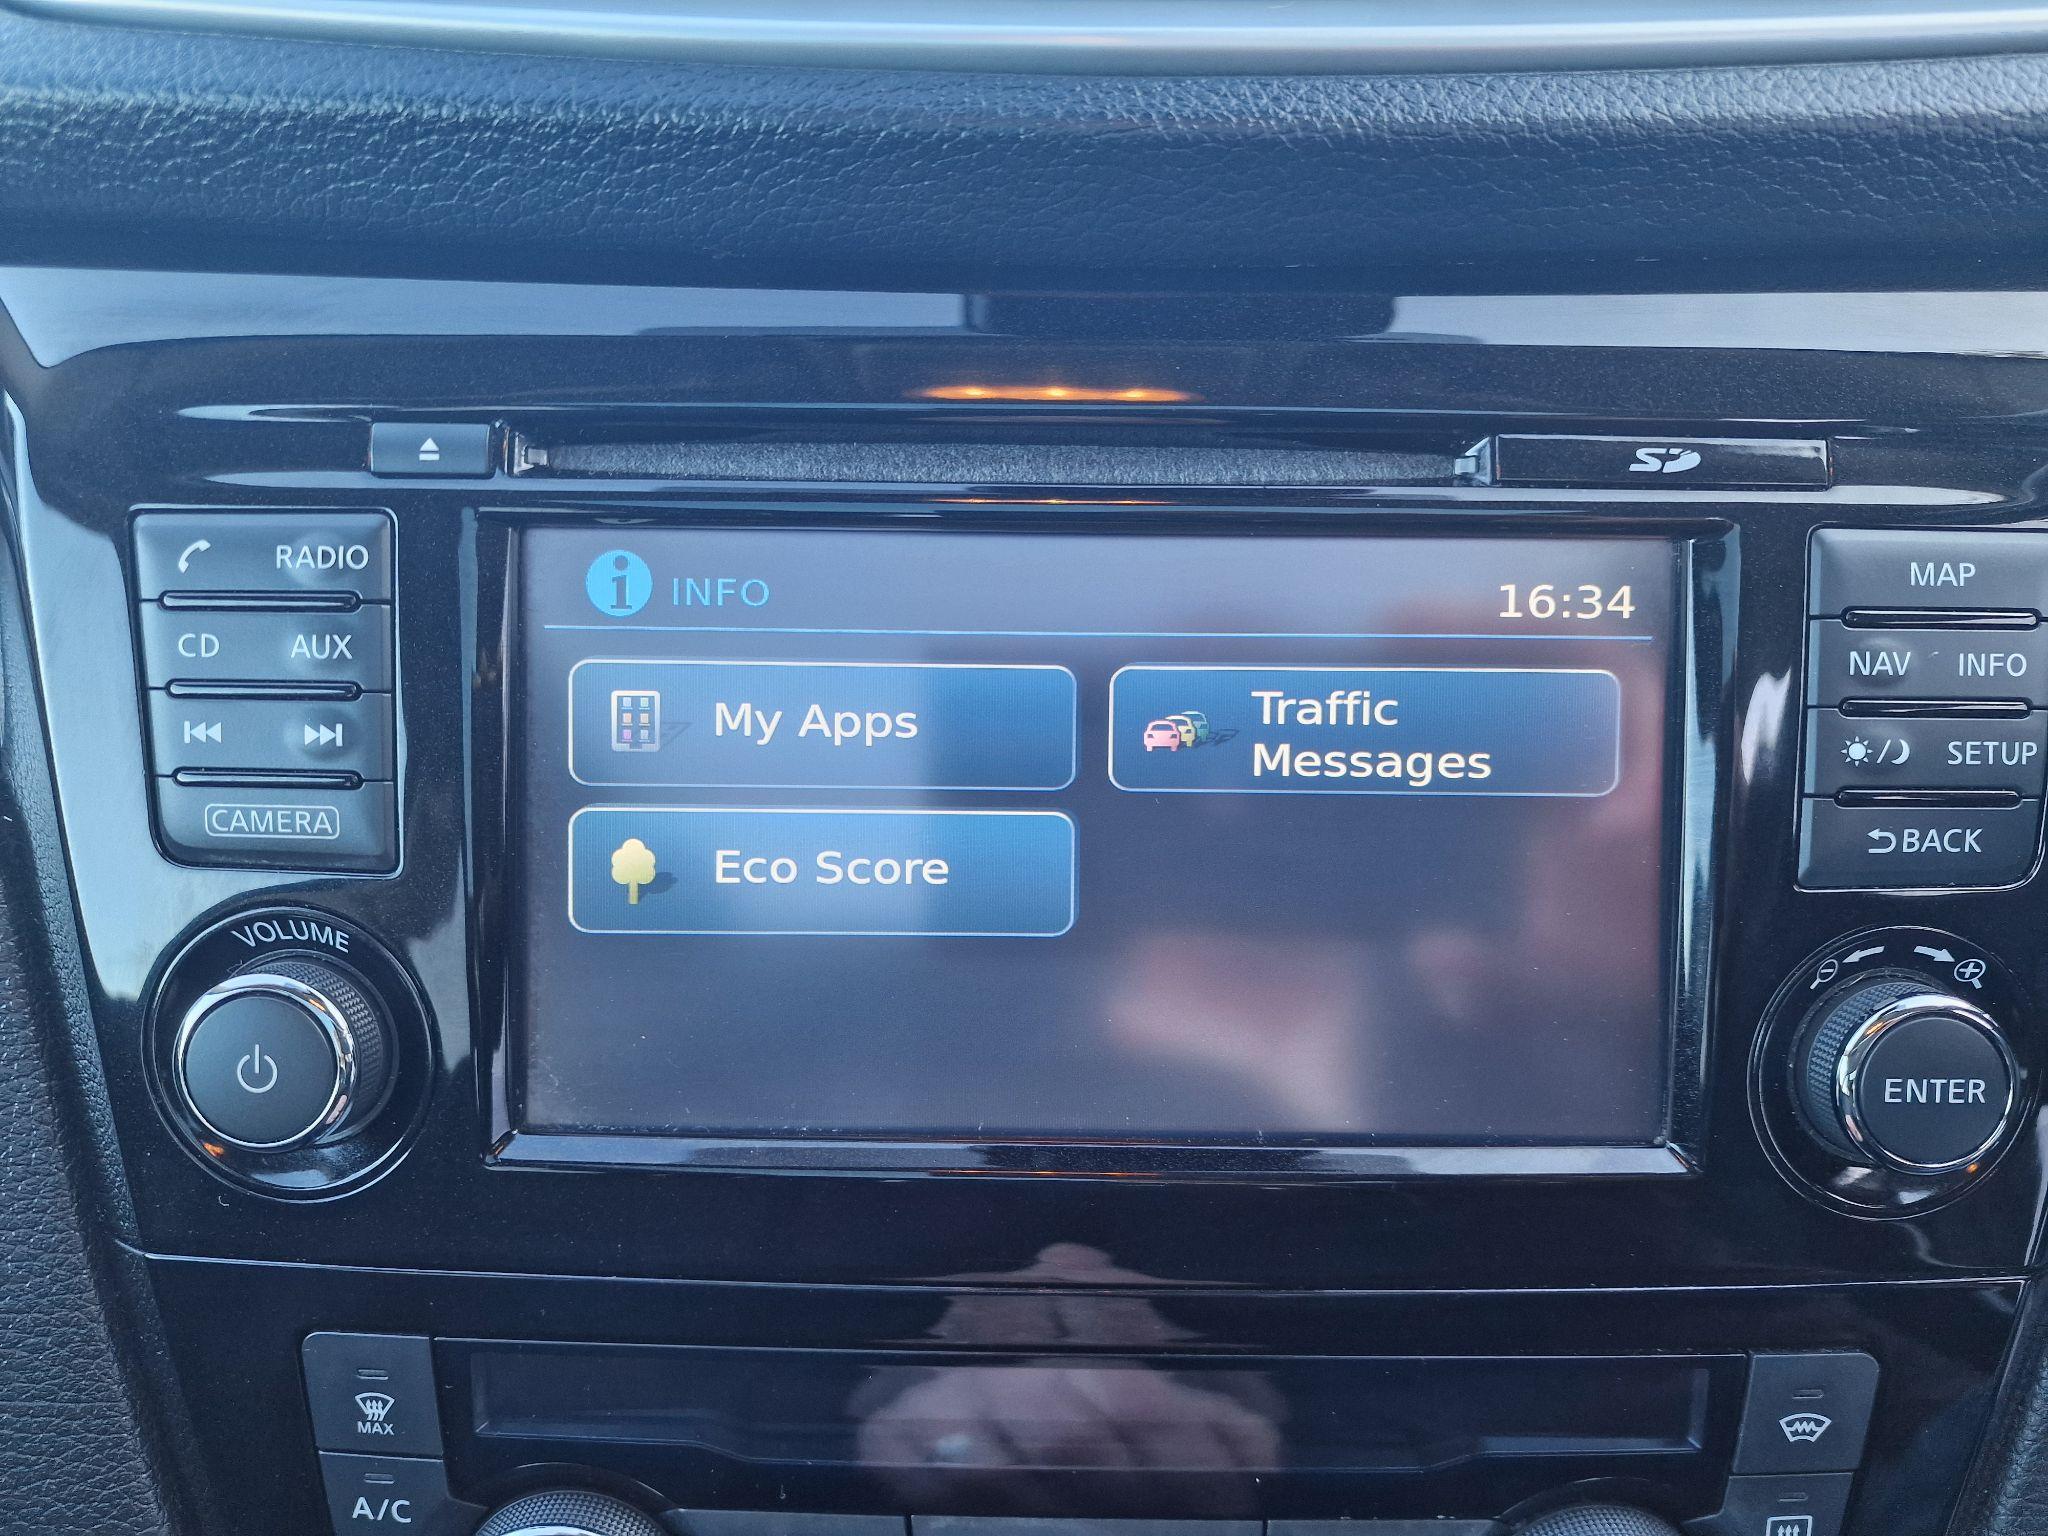 SD
RADIO
CD AUX
CAMERA
VOLUME
i INFO
16:34
My Apps
Traffic
Messages
Eco Score
MAP
NAV INFO
SETUP
BACK
ENTER
MAX
A/C